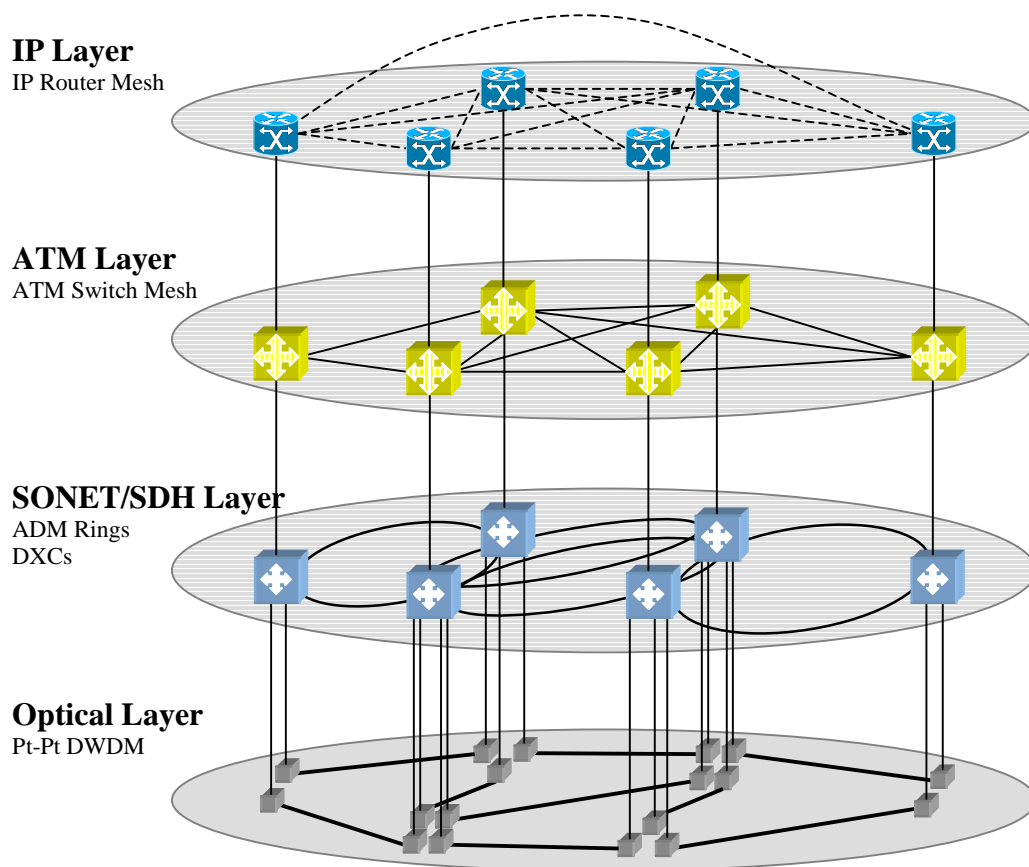 IP Layer
IP Router Mesh
ATM Layer
ATM Switch Mesh
SONET/SDH Layer
ADM Rings
DXCs
Optical Layer
Pt-Pt DWDM